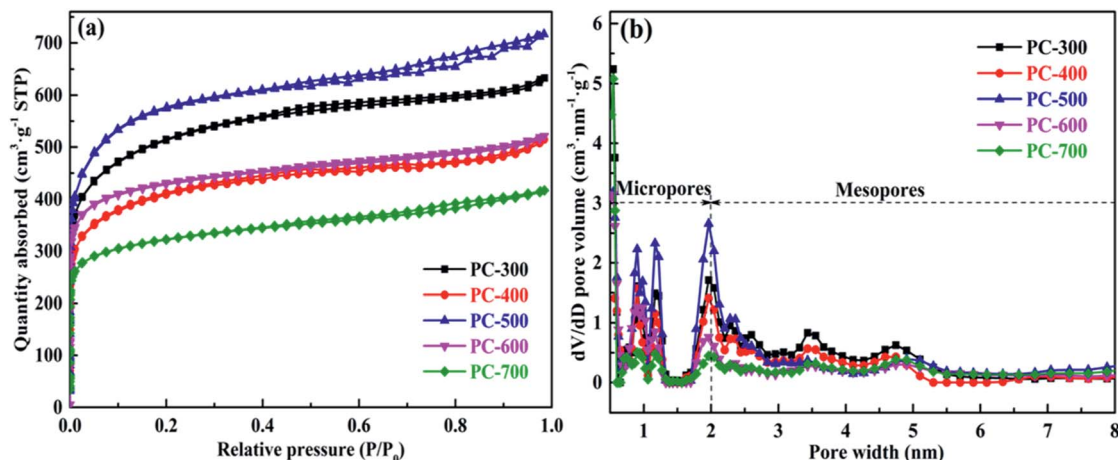 (a)
Quantity absorbed (cm³·g⁻¹ STP)
700
600
500
400
300
200
100
0
PC-300
PC-400
PC-500
PC-600
PC-700
0.0 0.2 0.4 0.6 0.8 1.0
Relative pressure (P/P₀)
(b)
dV/dD pore volume (cm³·nm⁻¹·g⁻¹)
6
5
4
3
2
1
0
PC-300
PC-400
PC-500
PC-600
PC-700
Micropores Mesopores
1 2 3 4 5 6 7 8
Pore width (nm)